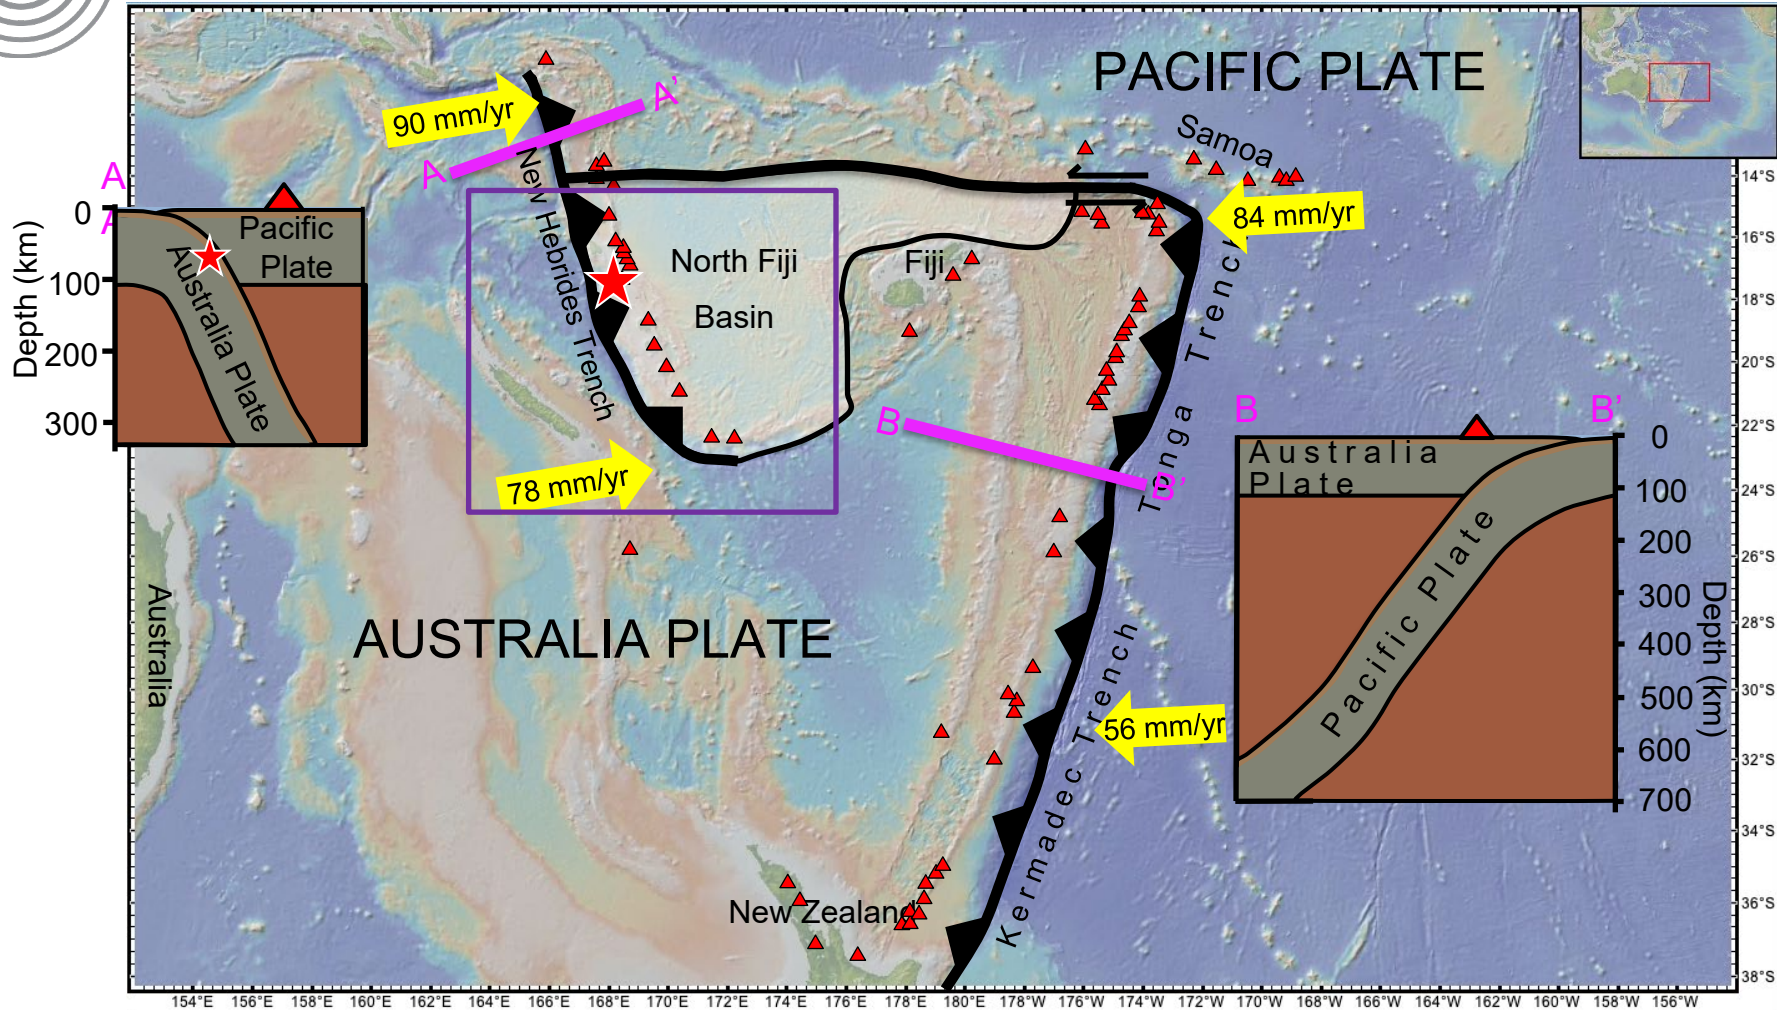 PACIFIC PLATE
90 mm/yr
A'
A
New Hebrides Trench
Samoa
84 mm/yr
North Fiji
Basin
Fiji
Tonga Trench
78 mm/yr
B
B'
AUSTRALIA PLATE
Australia
Kermadec Trench
56 mm/yr
New Zealand
A
A
Depth (km)
0
100
200
300
Pacific
Plate
Australia Plate
B
B'
Australia
Plate
Pacific Plate
0
100
200
300
400
500
600
700
Depth (km)
14°S
16°S
18°S
20°S
22°S
24°S
26°S
28°S
30°S
32°S
34°S
36°S
38°S
154°E
156°E
158°E
160°E
162°E
164°E
166°E
168°E
170°E
172°E
174°E
176°E
178°E
180°E
178°W
176°W
174°W
172°W
170°W
168°W
166°W
164°W
162°W
160°W
158°W
156°W